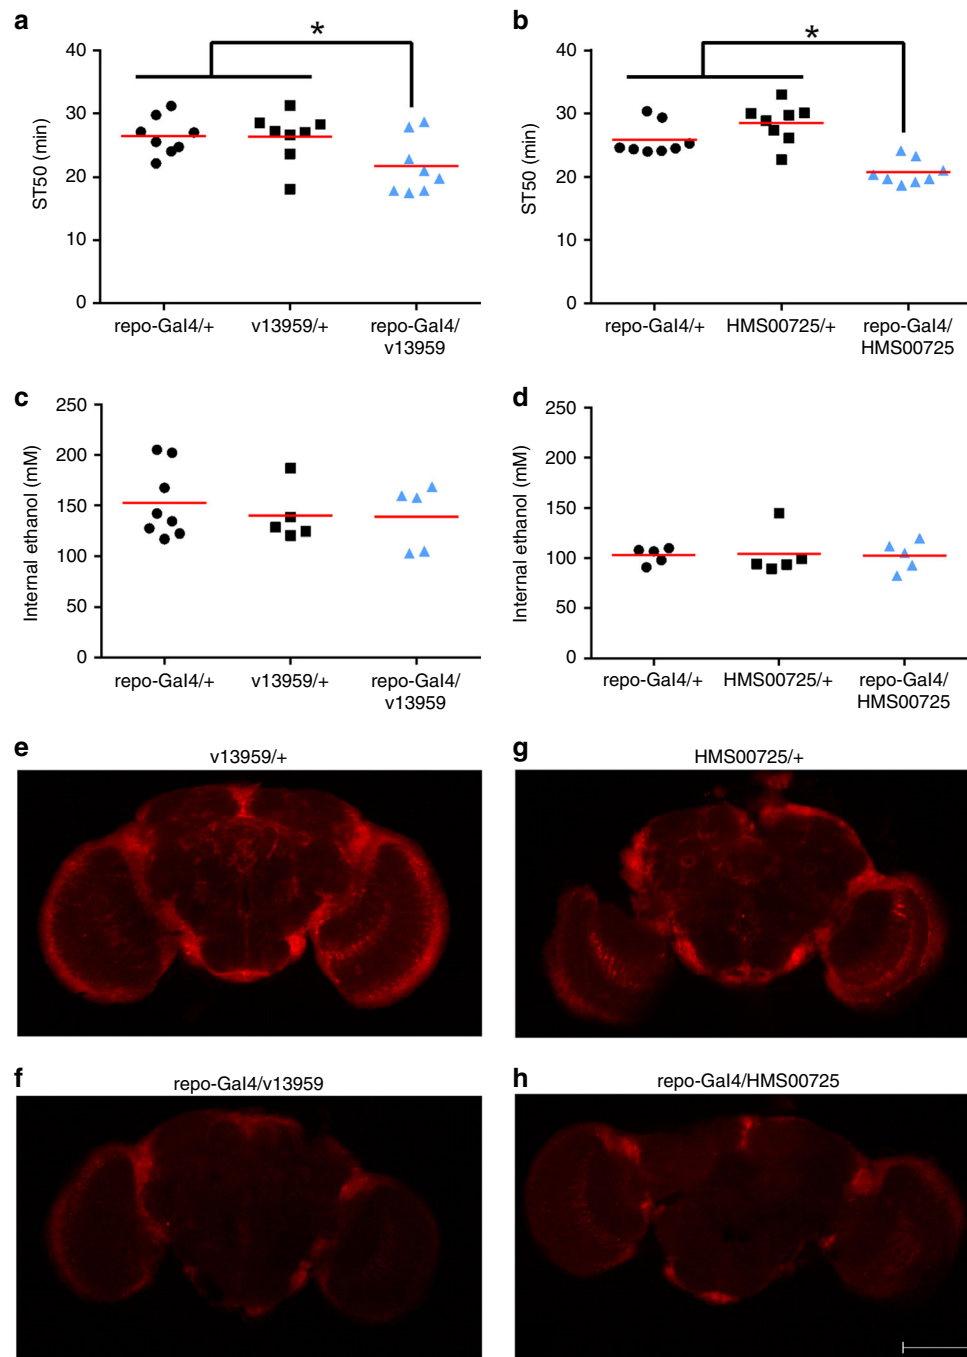 a
*
40
30
20
10
0
ST50 (min)
repo-Gal4/+
v13959/+
repo-Gal4/
v13959
b
*
40
30
20
10
0
ST50 (min)
repo-Gal4/+
HMS00725/+
repo-Gal4/
HMS00725
c
250
200
150
100
50
0
Internal ethanol (mM)
repo-Gal4/+
v13959/+
repo-Gal4/
v13959
d
250
200
150
100
50
0
Internal ethanol (mM)
repo-Gal4/+
HMS00725/+
repo-Gal4/
HMS00725
e
v13959/+
g
HMS00725/+
f
repo-Gal4/v13959
h
repo-Gal4/HMS00725